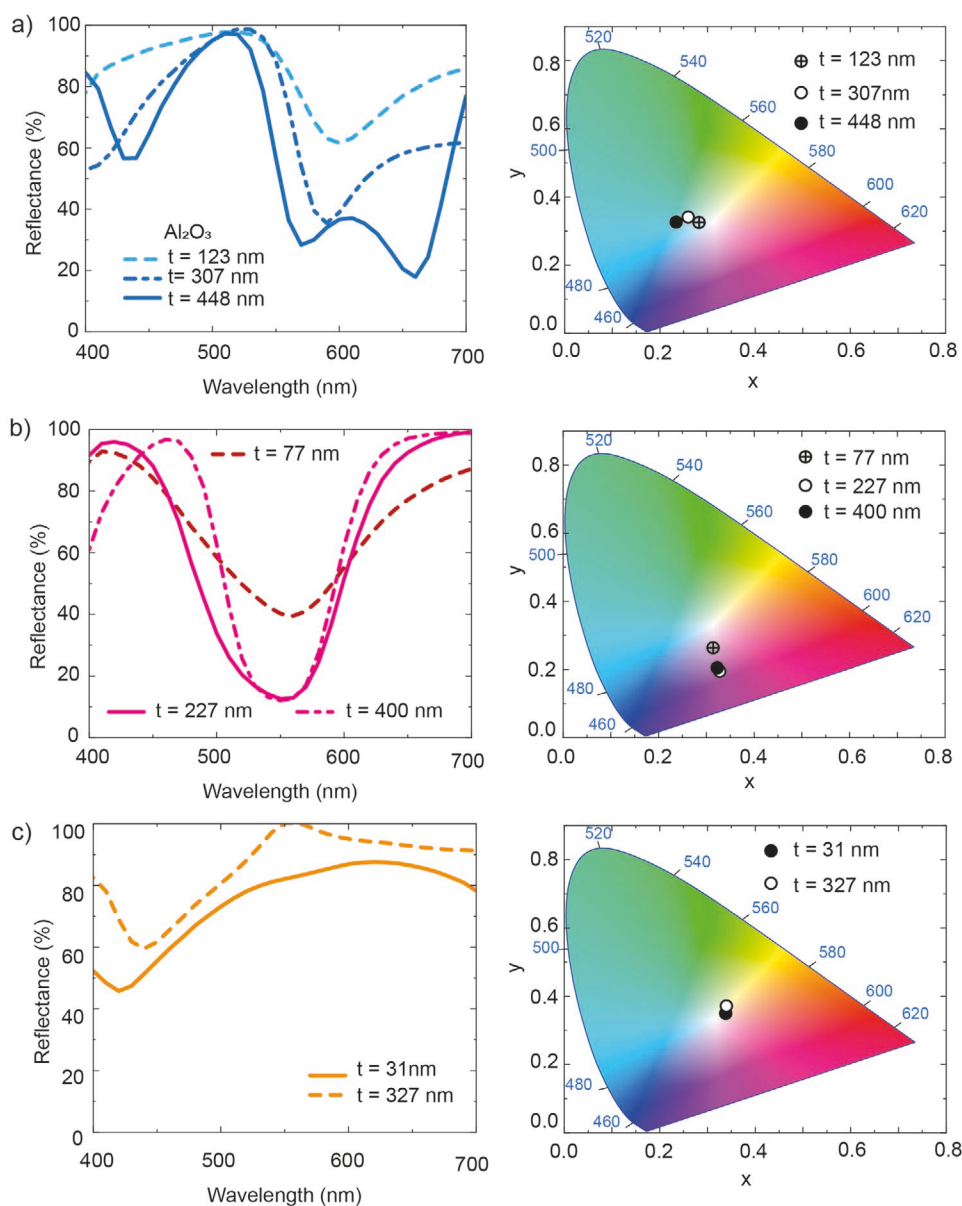 a)
100
80
60
40
20
0
Reflectance (%)
Al₂O₃
t = 123 nm
t= 307 nm
t = 448 nm
400
500
600
700
Wavelength (nm)
0.8
0.6
0.4
0.2
0.0
y
520
540
560
580
600
620
500
480
460
t = 123 nm
t = 307nm
t = 448 nm
0.0
0.2
0.4
0.6
0.8
x
b)
100
80
60
40
20
0
Reflectance (%)
t = 77 nm
t = 227 nm
t = 400 nm
400
500
600
700
Wavelength (nm)
0.8
0.6
0.4
0.2
0.0
y
520
540
560
580
600
620
500
480
460
t = 77 nm
t = 227 nm
t = 400 nm
0.0
0.2
0.4
0.6
0.8
x
c)
100
80
60
40
20
0
Reflectance (%)
t = 31nm
t = 327 nm
400
500
600
700
Wavelength (nm)
0.8
0.6
0.4
0.2
0.0
y
520
540
560
580
600
620
500
480
460
t = 31 nm
t = 327 nm
0.0
0.2
0.4
0.6
0.8
x